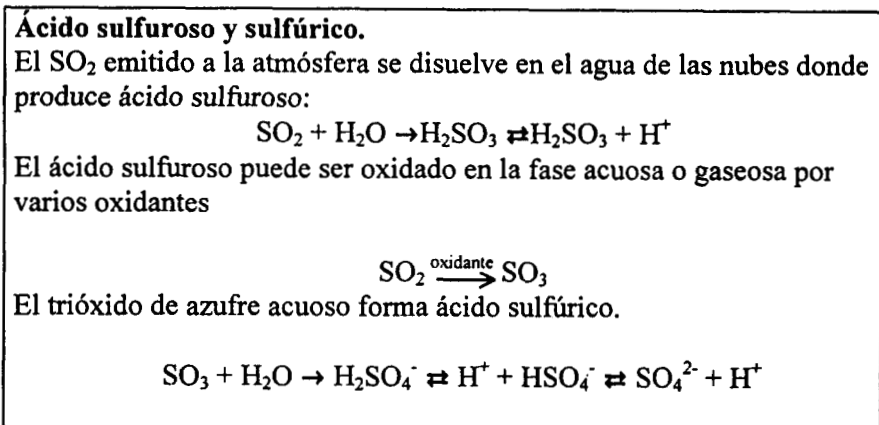 Ácido sulfuroso y sulfúrico.
El SO₂ emitido a la atmósfera se disuelve en el agua de las nubes donde
produce ácido sulfuroso:
SO₂ + H₂O →H₂SO₃ ⇄H₂SO₃ + H⁺
El ácido sulfuroso puede ser oxidado en la fase acuosa o gaseosa por
varios oxidantes
oxidante
SO₂ → SO₃
El trióxido de azufre acuoso forma ácido sulfúrico.
SO₃ + H₂O → H₂SO₄⁻ ⇄ H⁺ + HSO₄⁻ ⇄ SO₄²⁻ + H⁺